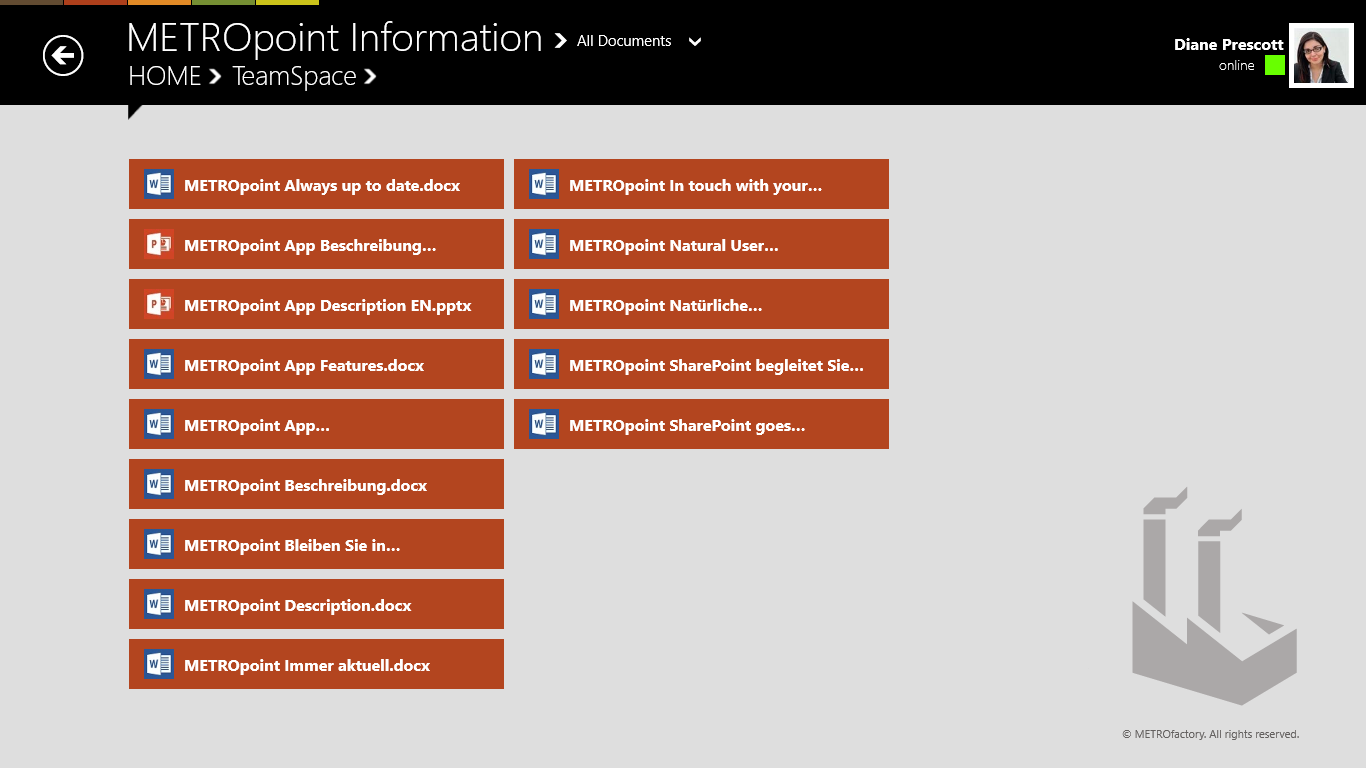 METROpoint Information
All Documents
HOME
TeamSpace
Diane Prescott
online
METROpoint Always up to date.docx
METROpoint App Beschreibung...
METROpoint App Description EN.pptx
METROpoint App Features.docx
METROpoint App...
METROpoint Beschreibung.docx
METROpoint Bleiben Sie in...
METROpoint Description.docx
METROpoint Immer aktuell.docx
METROpoint In touch with your...
METROpoint Natural User...
METROpoint Natürliche...
METROpoint SharePoint begleitet Sie...
METROpoint SharePoint goes...
© METROfactory. All rights reserved.